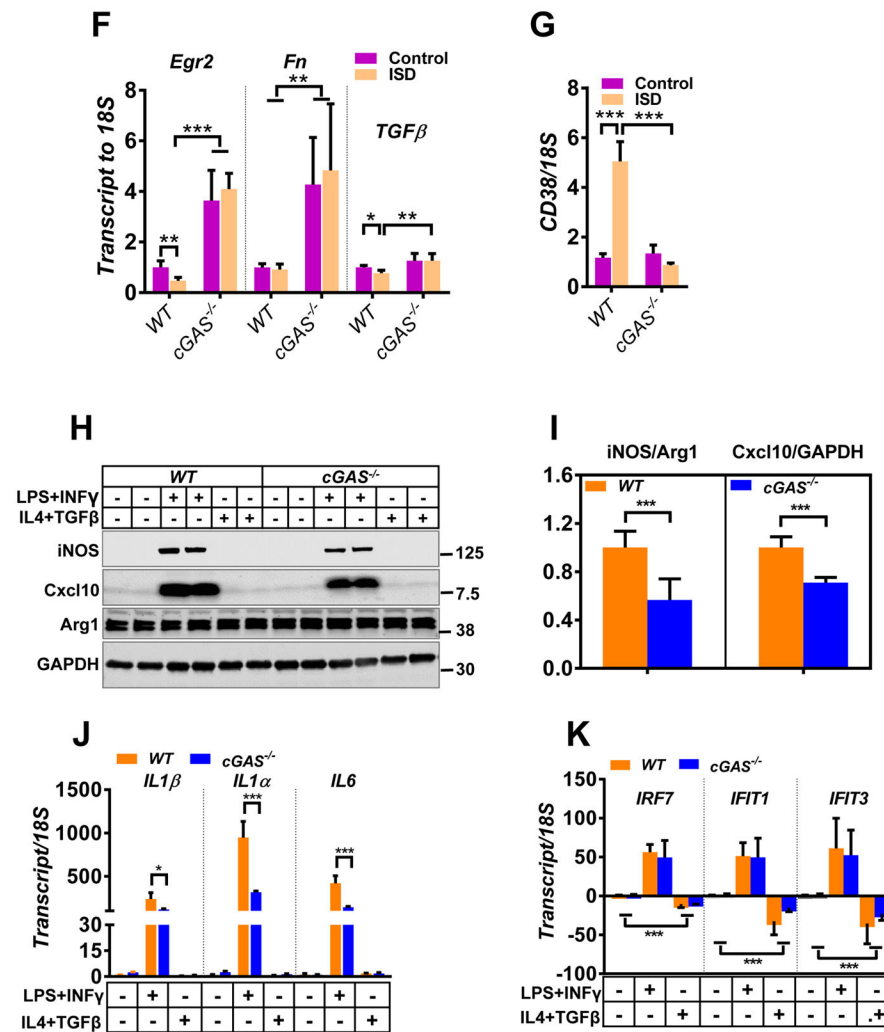 F
Egr2 Fn
Control
ISD
TGFβ
*** ** ** * **
Transcript to 18S
8
6
4
2
0
WT cGAS-/- WT cGAS-/- WT cGAS-/-
G
Control
ISD
*** ***
CD38/18S
8
6
4
2
0
WT cGAS-/-
H
WT cGAS-/-
LPS+INFγ - - + + - - - - + + - -
IL4+TGFβ - - - - + + - - - - + +
iNOS 125
Cxcl10 7.5
Arg1 38
GAPDH 30
I
iNOS/Arg1 Cxcl10/GAPDH
WT cGAS-/-
*** ***
1.6
1.2
0.8
0.4
0.0
J
WT cGAS-/-
IL1β IL1α IL6
* *** ***
Transcript/18S
1500
1000
500
30
15
0
LPS+INFγ - + - - + - - + -
IL4+TGFβ - - + - - + - - +
K
WT cGAS-/-
IRF7 IFIT1 IFIT3
*** *** ***
Transcript/18S
150
100
50
0
-50
-100
LPS+INFγ - + - - + - - + -
IL4+TGFβ - - + - - + - - .+